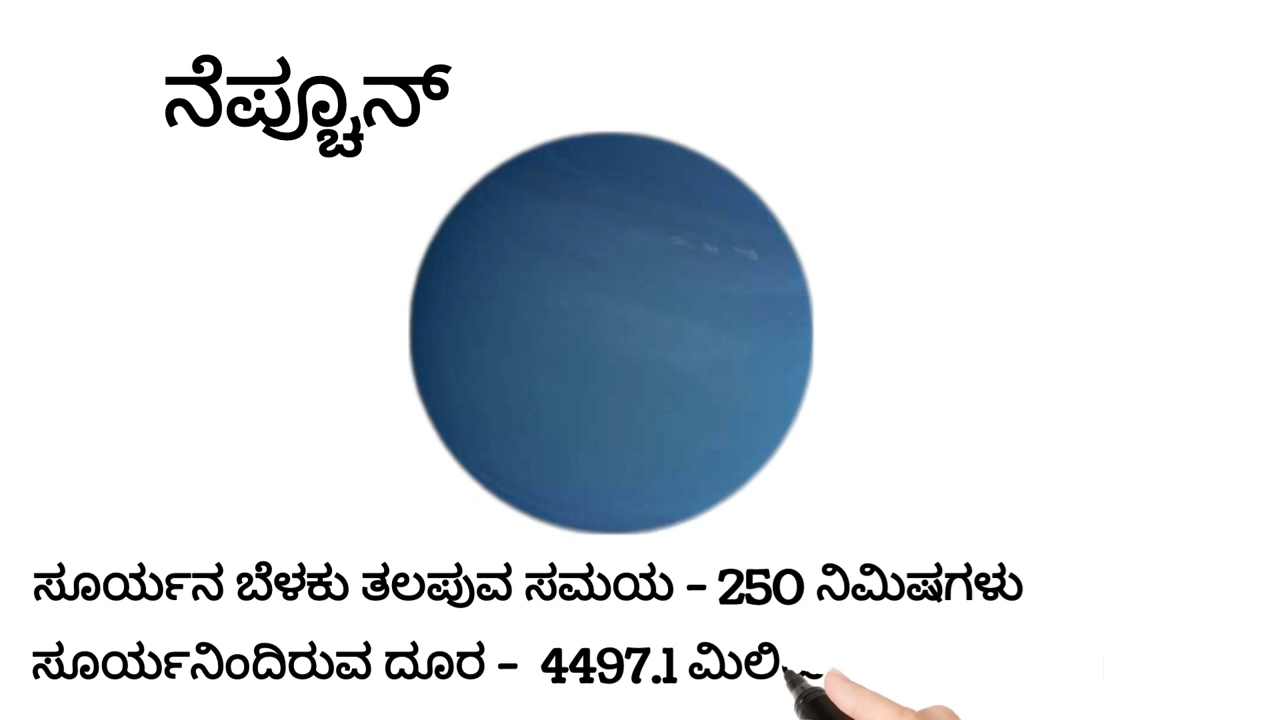 ನೆಪ್ಚೂನ್
ಸೂರ್ಯನ ಬೆಳಕು ತಲಪುವ ಸಮಯ - 250 ನಿಮಿಷಗಳು
ಸೂರ್ಯನಿಂದಿರುವ ದೂರ - 4497.1